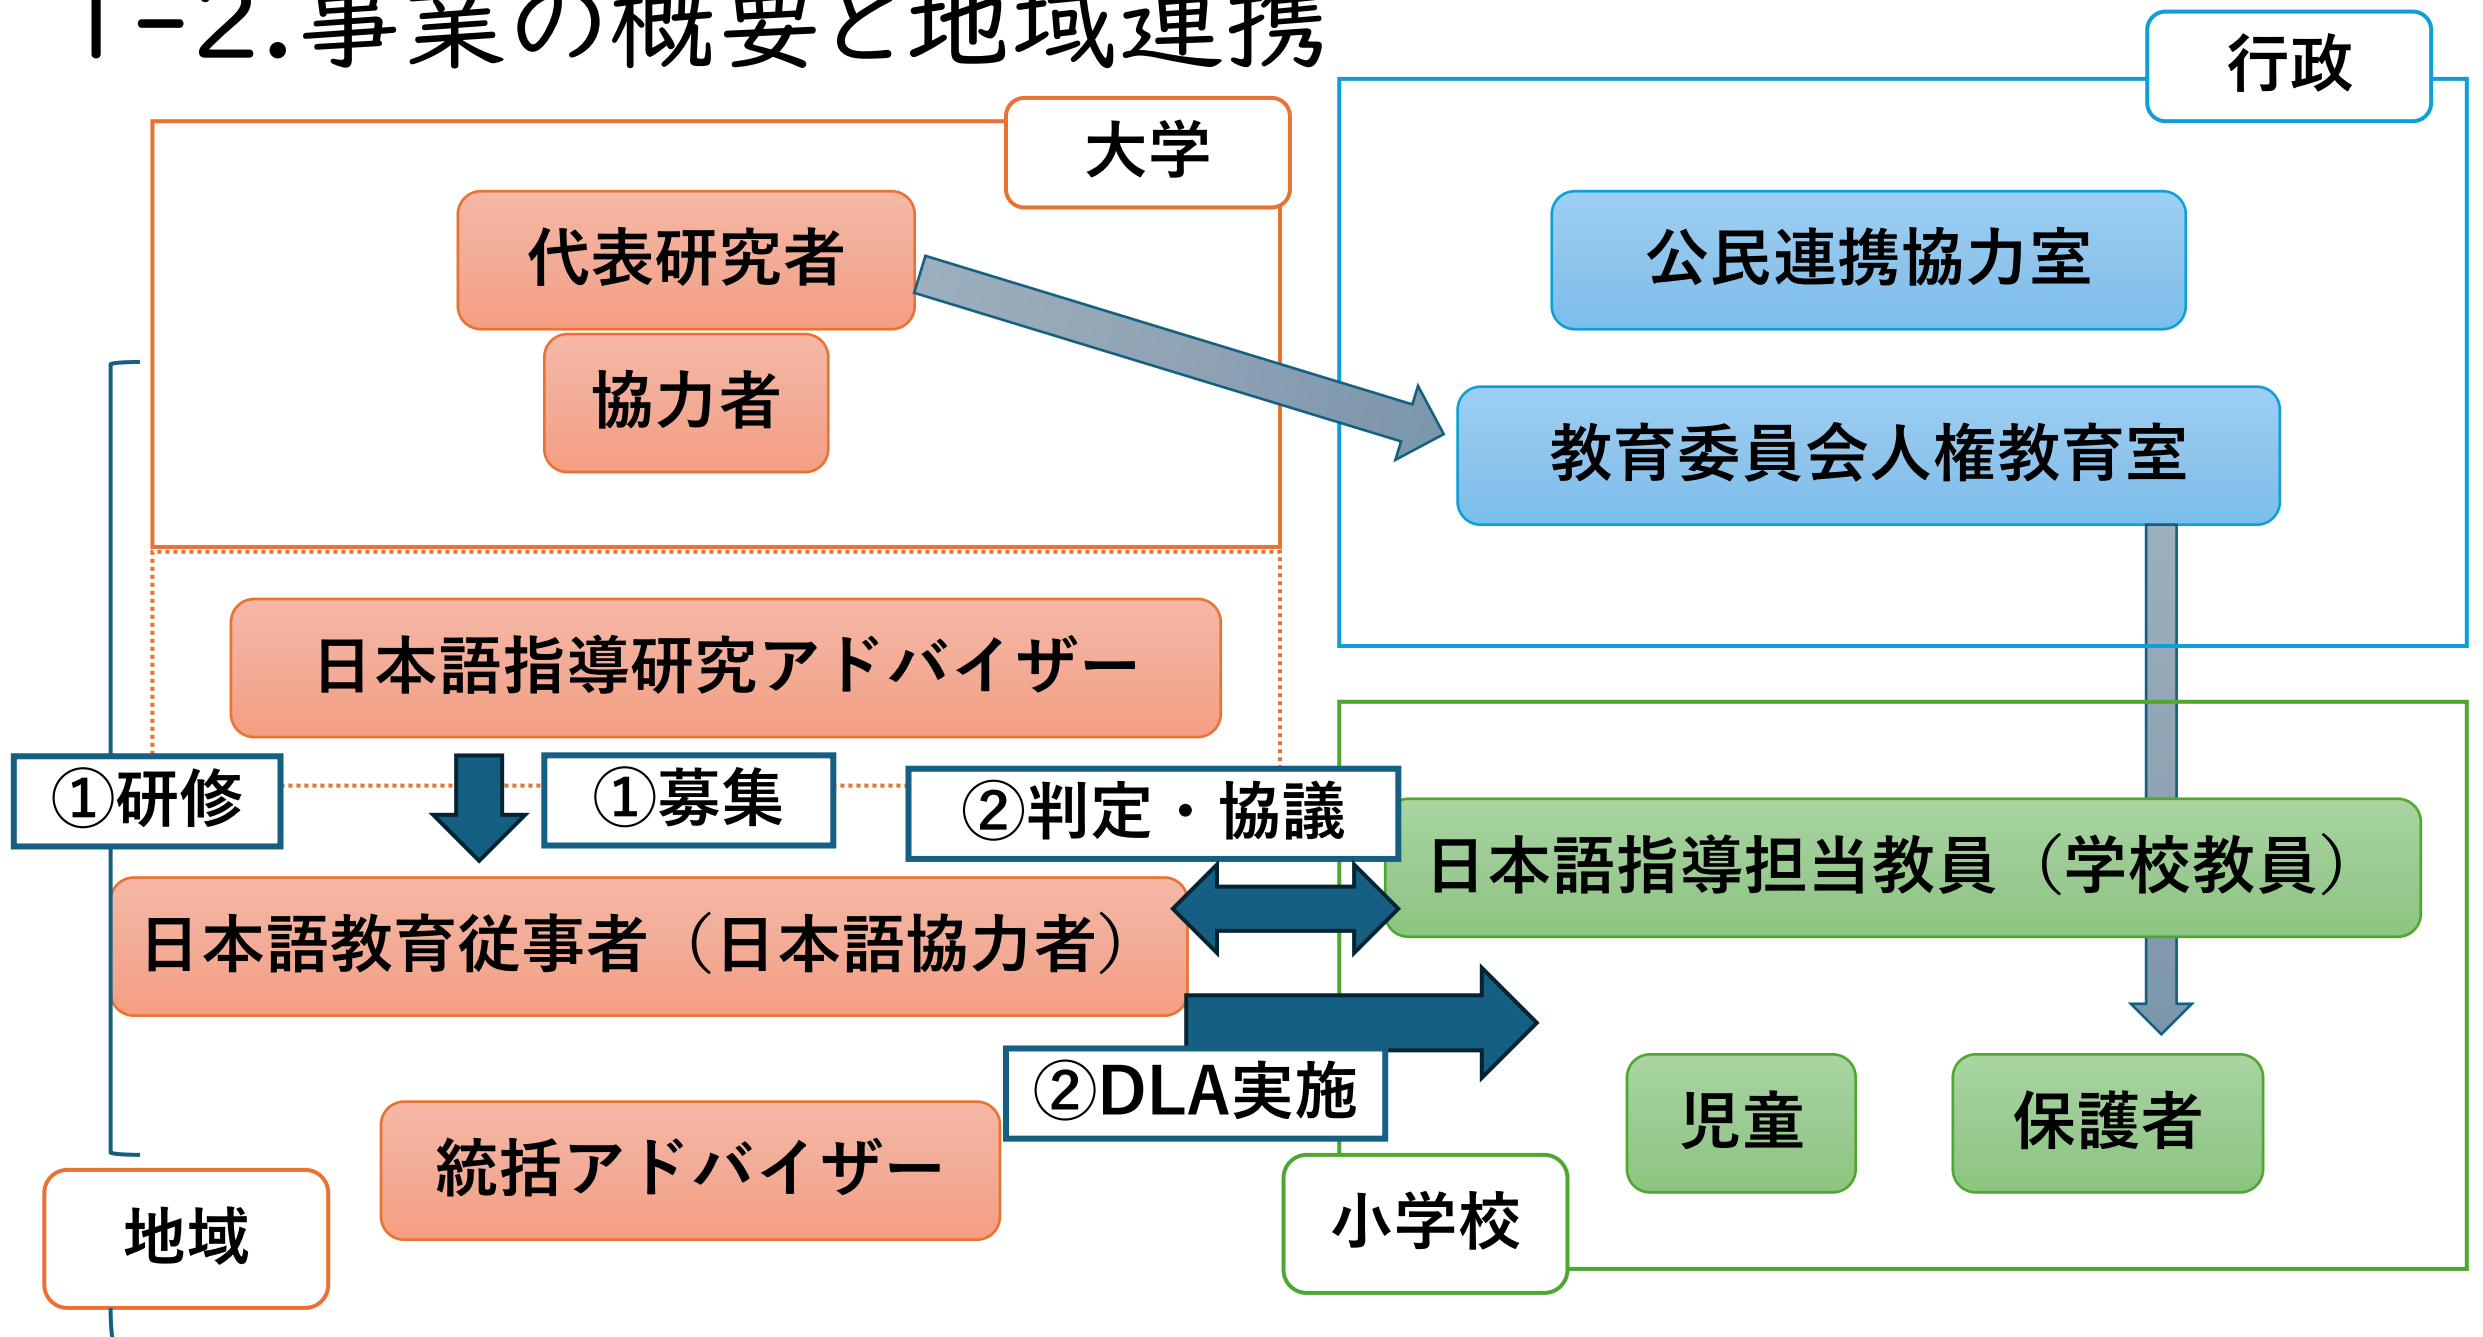 1-2.事業の概要と地域連携
行政
大学
代表研究者
公民連携協力室
協力者
教育委員会人権教育室
日本語指導研究アドバイザー
①研修
①募集
②判定・協議
日本語指導担当教員（学校教員）
日本語教育従事者（日本語協力者）
②DLA実施
児童
保護者
統括アドバイザー
地域
小学校